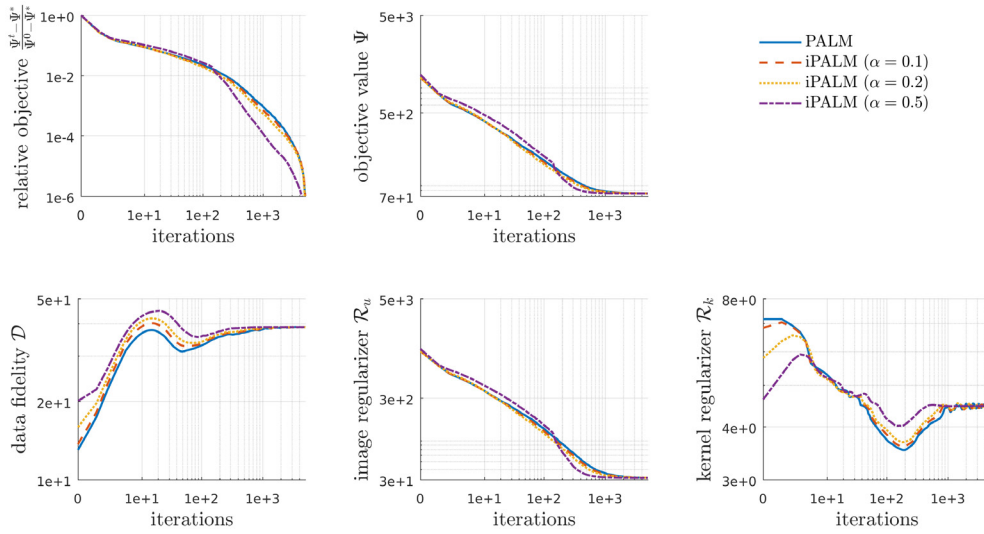 relative objective (Ψᵗ−Ψ*)/(Ψ⁰−Ψ*)
1e+0
1e-2
1e-4
1e-6
0 1e+1 1e+2 1e+3
iterations
objective value Ψ
5e+3
5e+2
7e+1
0 1e+1 1e+2 1e+3
iterations
PALM
iPALM (α = 0.1)
iPALM (α = 0.2)
iPALM (α = 0.5)
data fidelity 𝒟
5e+1
2e+1
1e+1
0 1e+1 1e+2 1e+3
iterations
image regularizer ℛᵤ
5e+3
3e+2
3e+1
0 1e+1 1e+2 1e+3
iterations
kernel regularizer ℛₖ
8e+0
4e+0
3e+0
0 1e+1 1e+2 1e+3
iterations